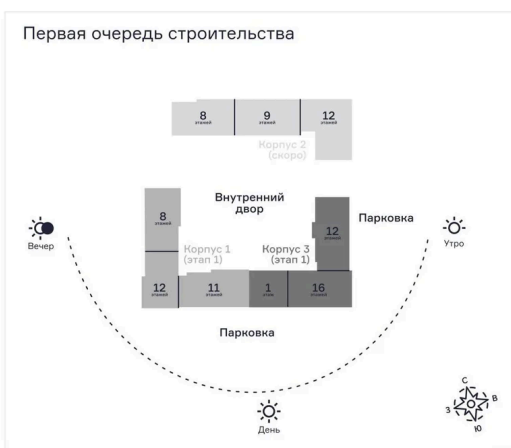 Первая очередь строительства
8
этажей
9
этажей
12
этажей
Корпус 2
(скоро)
Внутренний
двор
8
этажей
12
этажей
Парковка
Вечер
Утро
Корпус 1
(этап 1)
Корпус 3
(этап 1)
12
этажей
11
этажей
1
этаж
16
этажей
Парковка
День
С
В
З
Ю